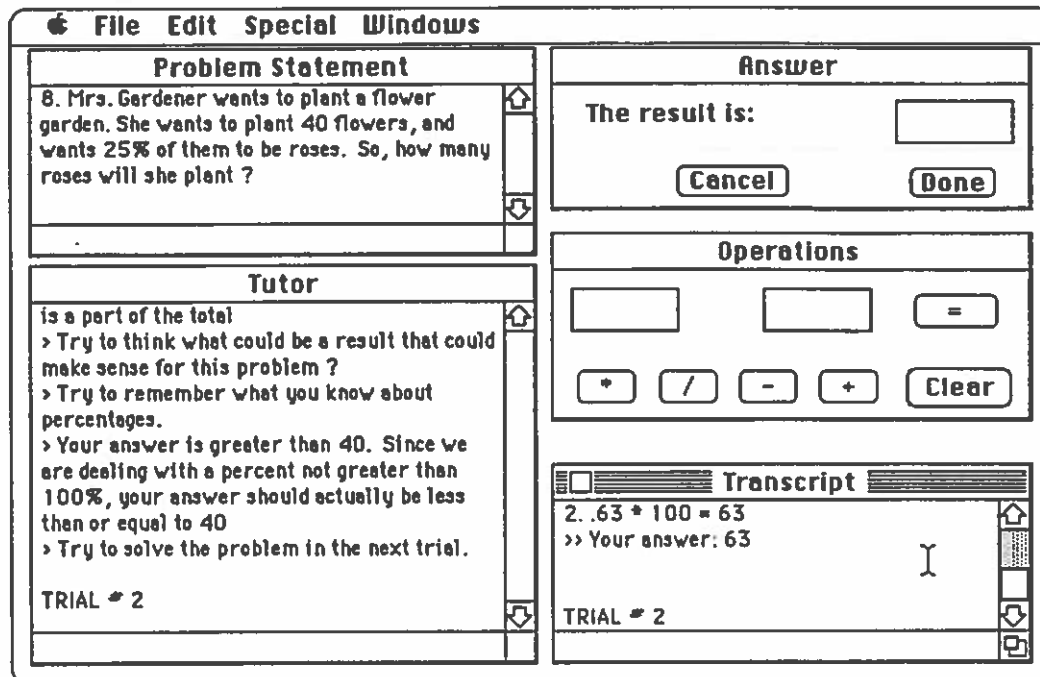 File Edit Special Windows
Problem Statement
8. Mrs. Gardener wants to plant a flower
garden. She wants to plant 40 flowers, and
wants 25% of them to be roses. So, how many
roses will she plant ?
Tutor
is a part of the total
> Try to think what could be a result that could
make sense for this problem ?
> Try to remember what you know about
percentages.
> Your answer is greater than 40. Since we
are dealing with a percent not greater than
100%, your answer should actually be less
than or equal to 40
> Try to solve the problem in the next trial.
TRIAL # 2
Answer
The result is:
Cancel
Done
Operations
=
* / - + Clear
Transcript
2. .63 * 100 = 63
>> Your answer: 63
TRIAL # 2